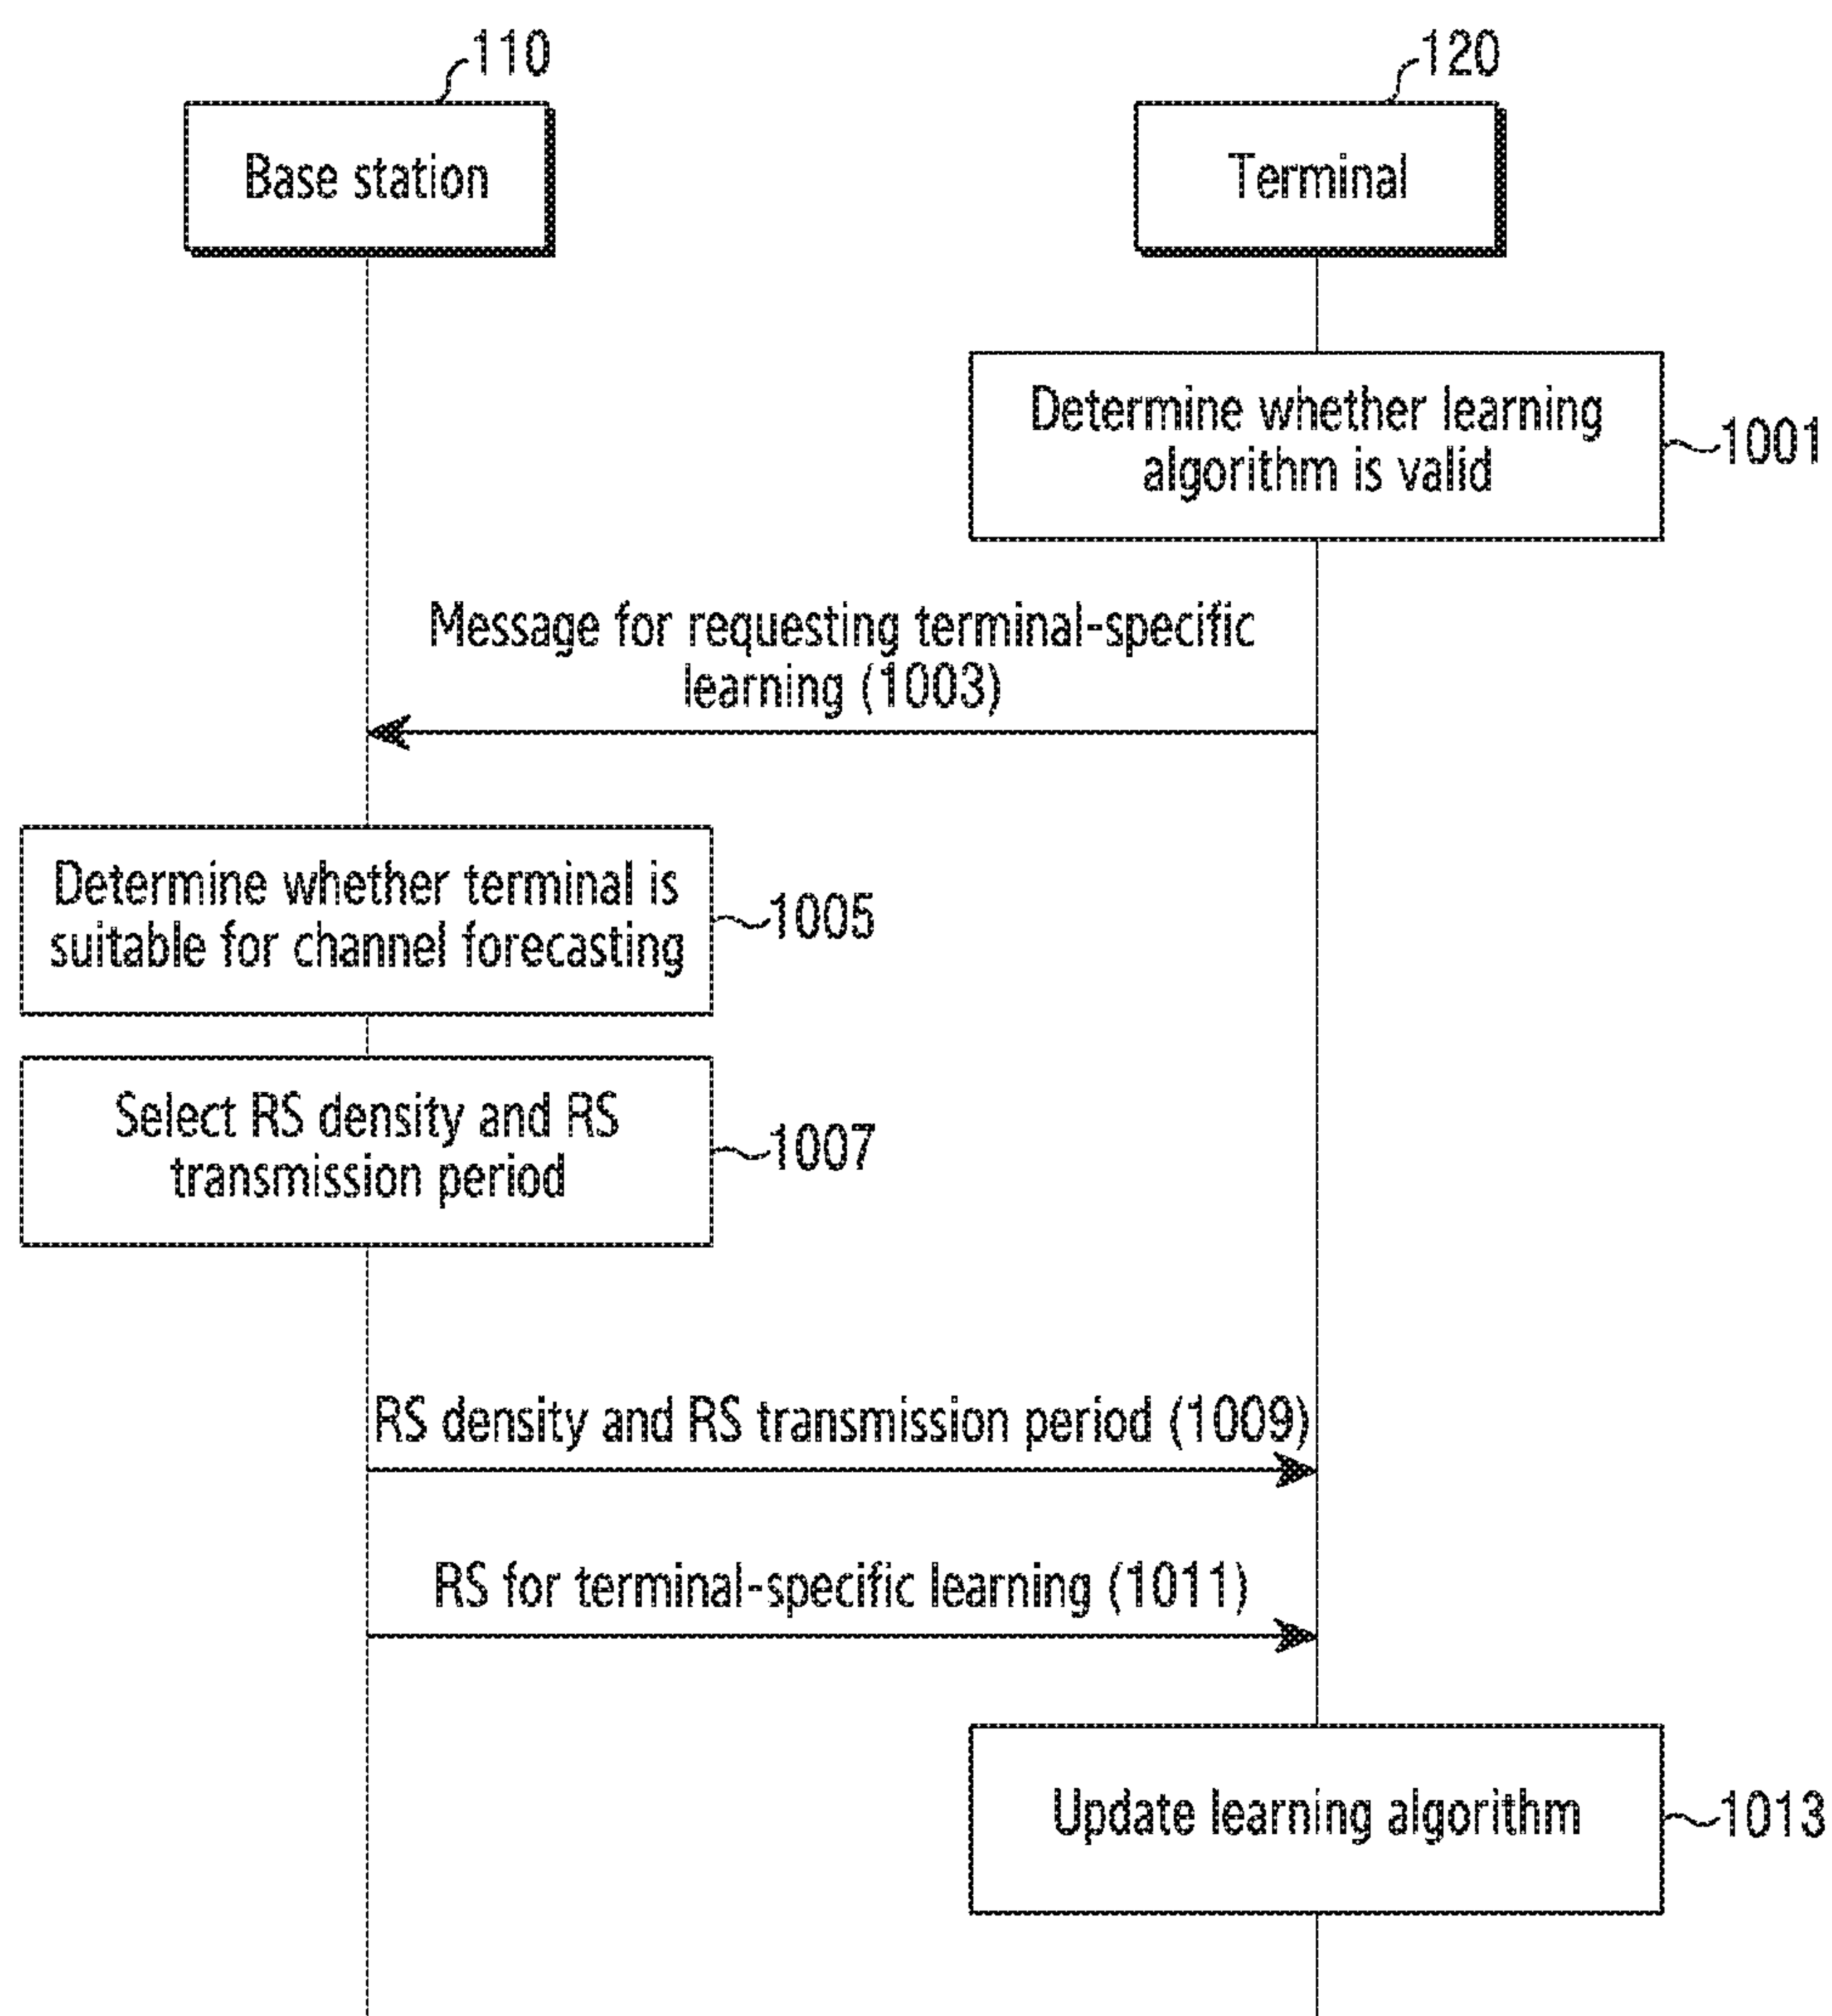 110
120
Base station
Terminal
Determine whether learning
algorithm is valid
1001
Message for requesting terminal-specific
learning (1003)
Determine whether terminal is
suitable for channel forecasting
1005
Select RS density and RS
transmission period
1007
RS density and RS transmission period (1009)
RS for terminal-specific learning (1011)
Update learning algorithm
1013